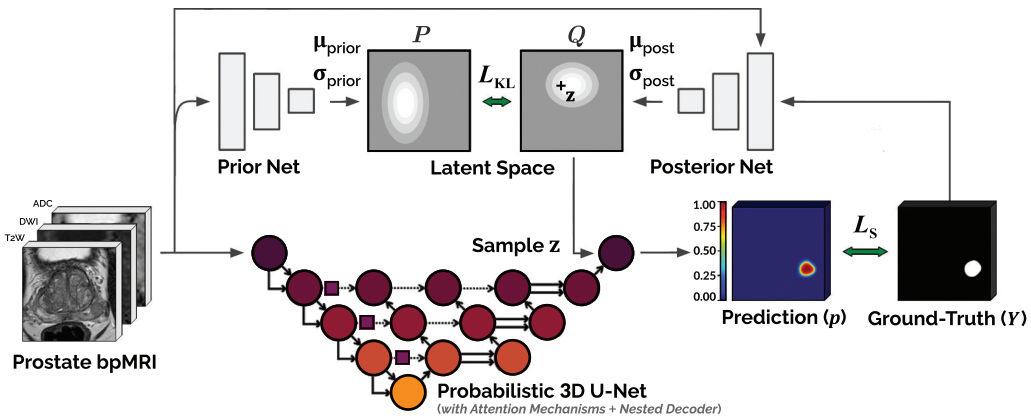 μprior
σprior
P
LKL
Q
+z
μpost
σpost
Prior Net
Latent Space
Posterior Net
ADC
DWI
T2W
Sample z
1.00
0.75
0.50
0.25
0.00
LS
Prediction (p)
Ground-Truth (Y)
Prostate bpMRI
Probabilistic 3D U-Net
(with Attention Mechanisms + Nested Decoder)